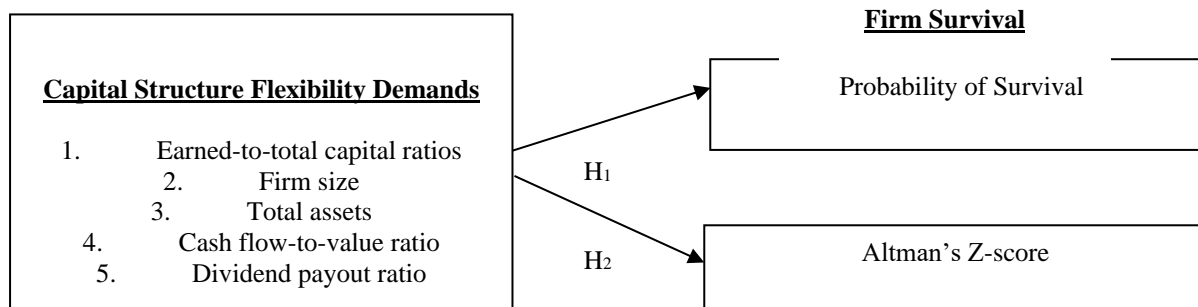 Capital Structure Flexibility Demands
1. Earned-to-total capital ratios
2. Firm size
3. Total assets
4. Cash flow-to-value ratio
5. Dividend payout ratio
H₁
H₂
Firm Survival
Probability of Survival
Altman’s Z-score